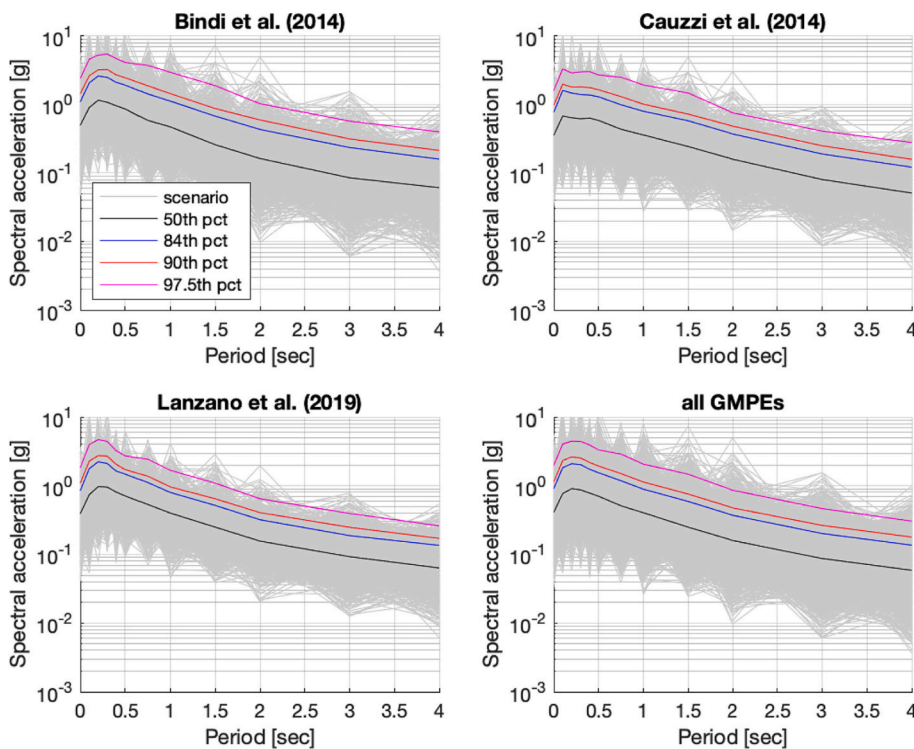 Bindi et al. (2014)
Spectral acceleration [g]
10^1
10^0
10^-1
10^-2
10^-3
scenario
50th pct
84th pct
90th pct
97.5th pct
0 0.5 1 1.5 2 2.5 3 3.5 4
Period [sec]
Cauzzi et al. (2014)
Spectral acceleration [g]
10^1
10^0
10^-1
10^-2
10^-3
0 0.5 1 1.5 2 2.5 3 3.5 4
Period [sec]
Lanzano et al. (2019)
Spectral acceleration [g]
10^1
10^0
10^-1
10^-2
10^-3
0 0.5 1 1.5 2 2.5 3 3.5 4
Period [sec]
all GMPEs
Spectral acceleration [g]
10^1
10^0
10^-1
10^-2
10^-3
0 0.5 1 1.5 2 2.5 3 3.5 4
Period [sec]